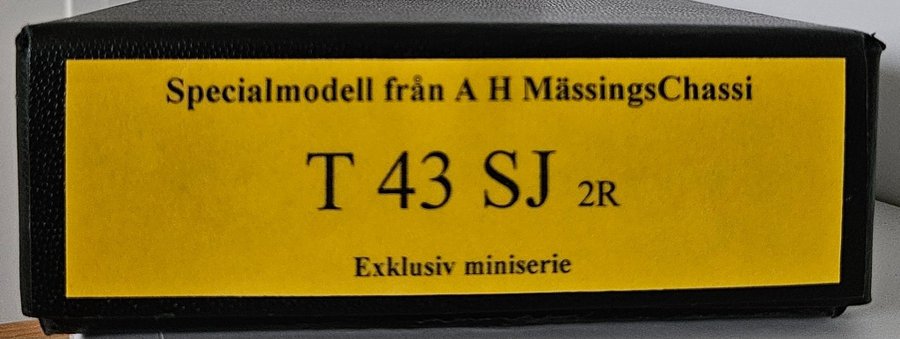 Specialmodell från A H MässingsChassi
T 43 SJ 2R
Exklusiv miniserie